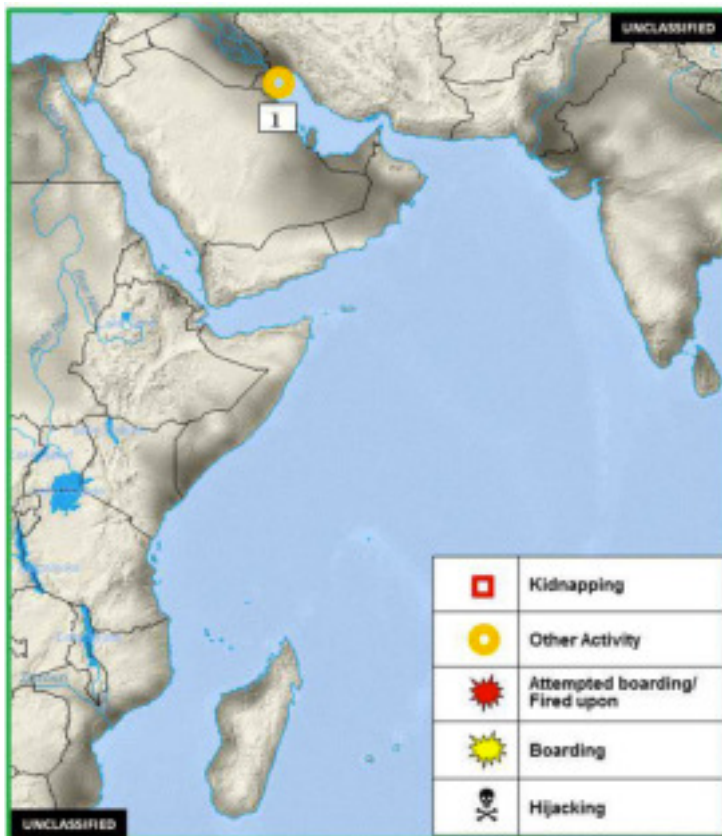 UNCLASSIFIED
1
Kidnapping
Other Activity
Attempted boarding/
Fired upon
Boarding
Hijacking
UNCLASSIFIED